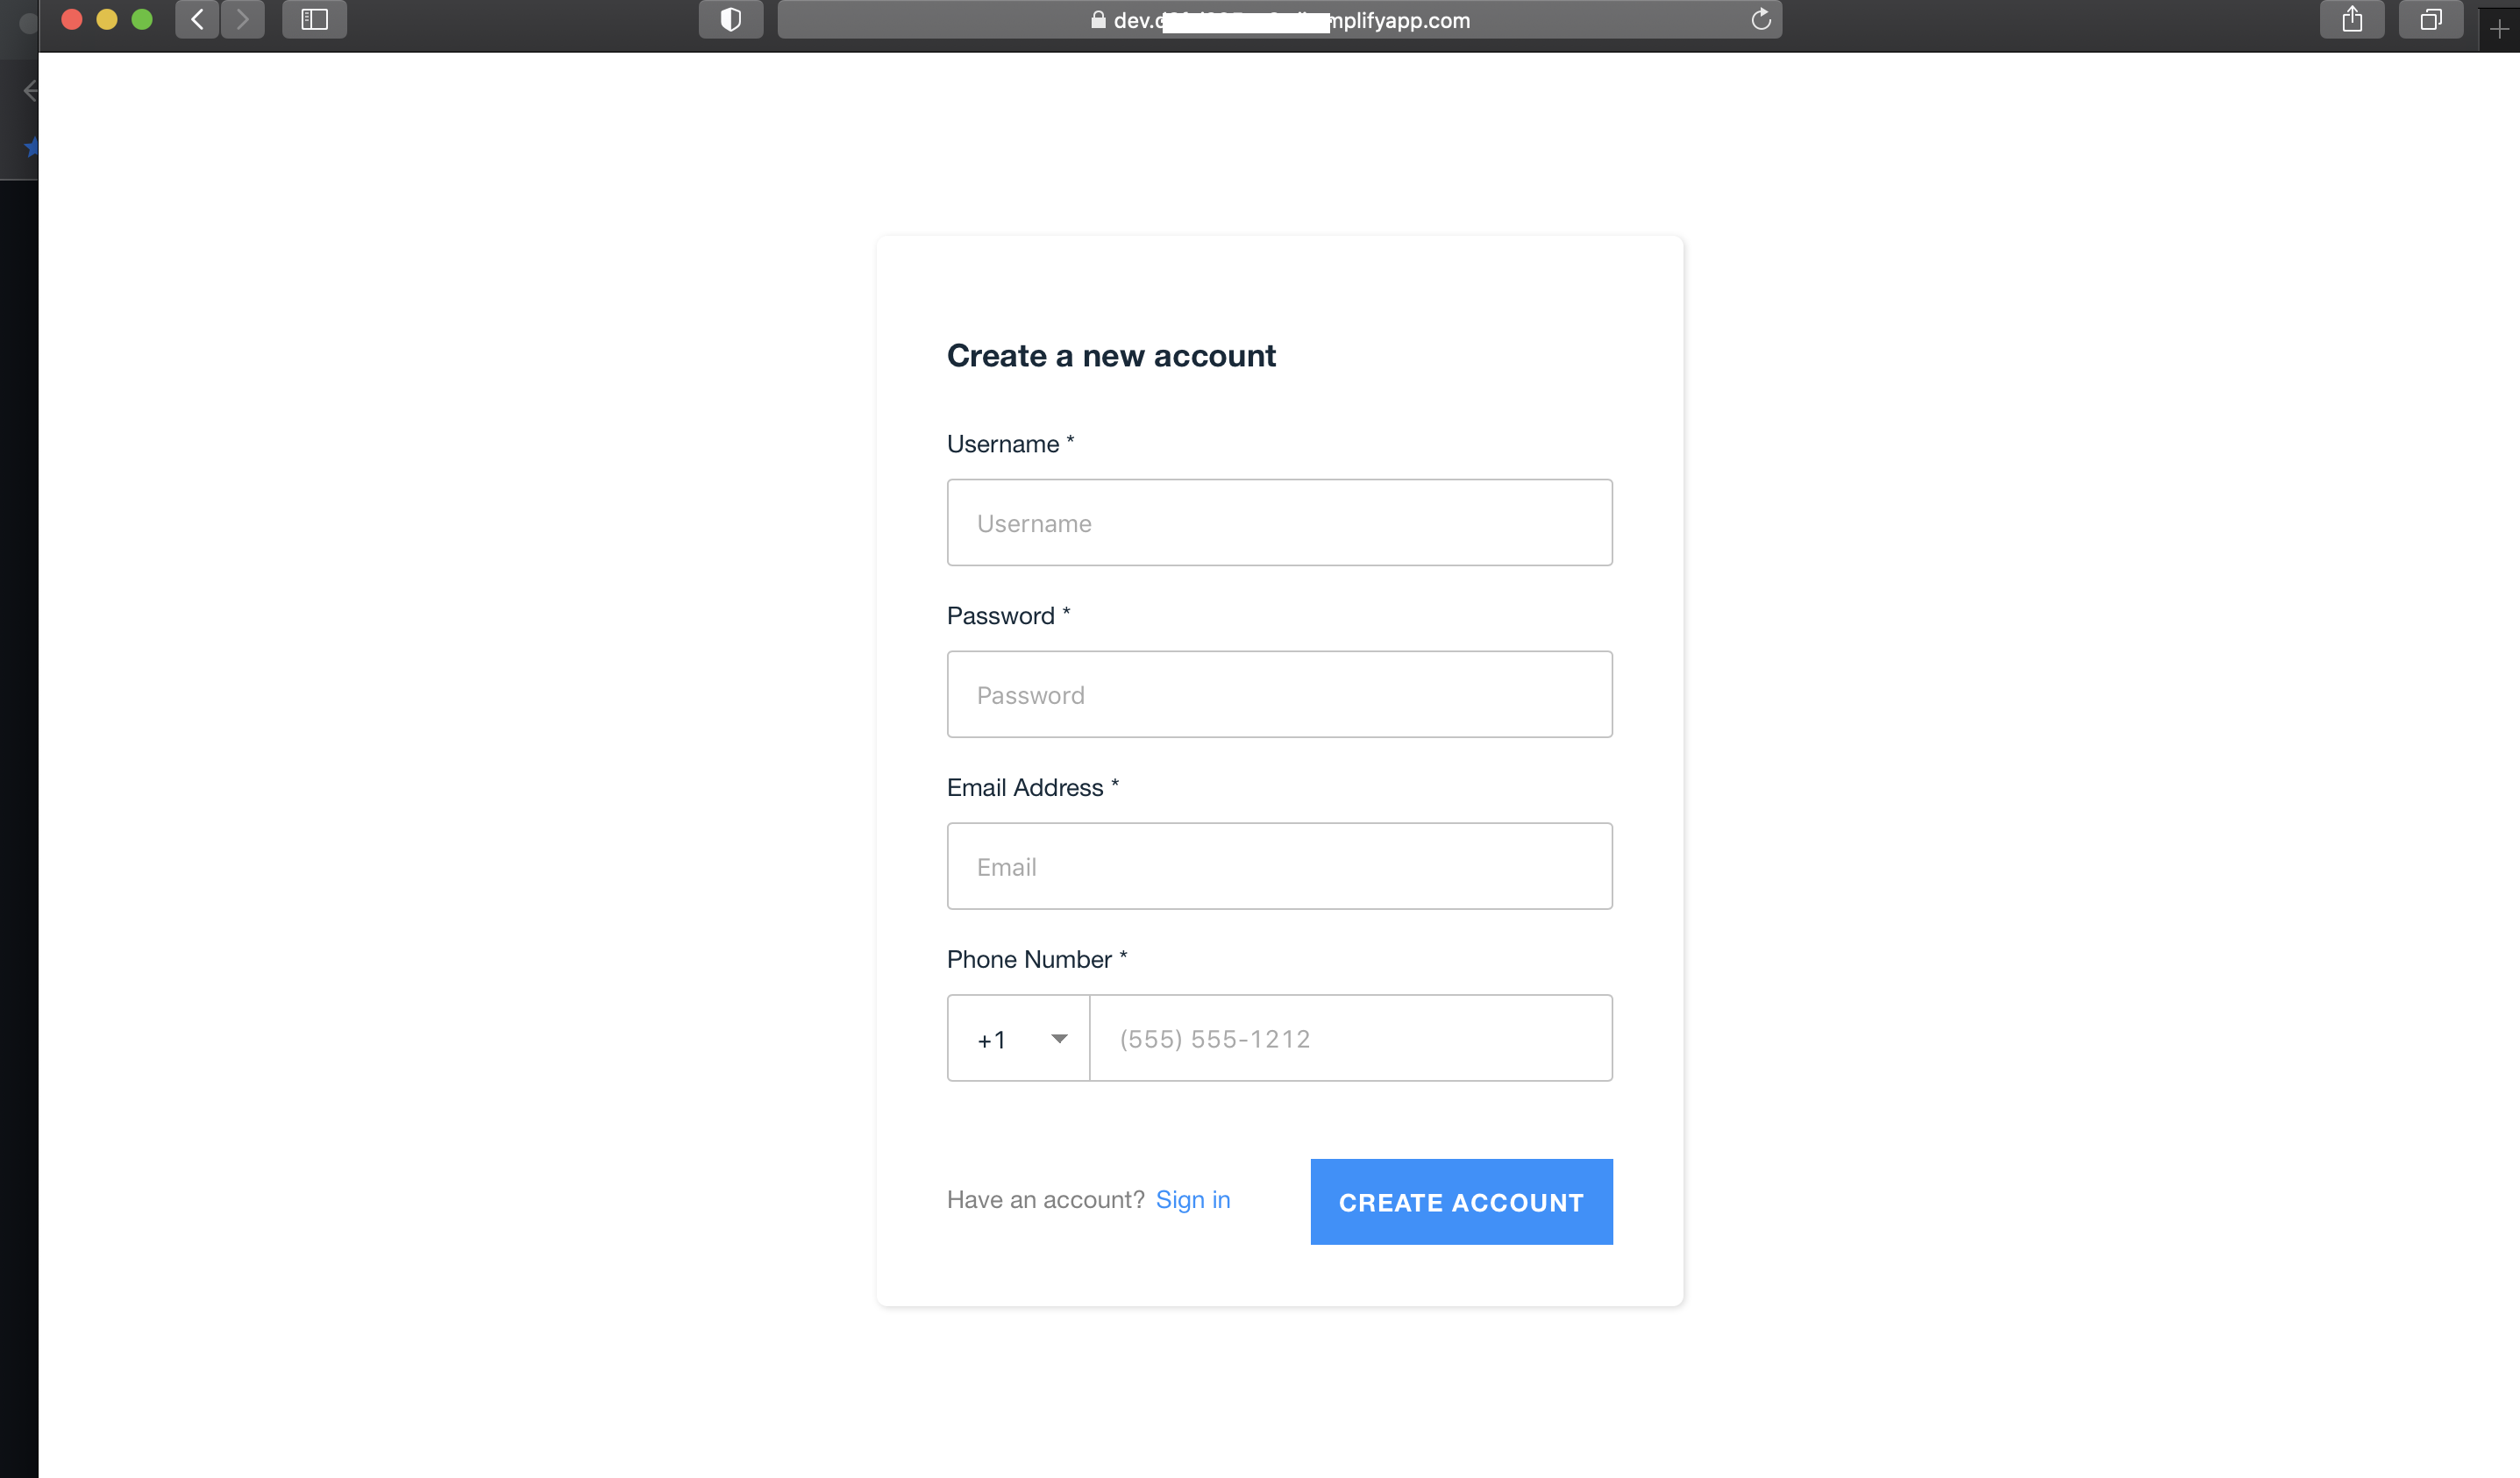 dev. mplifyapp.com
Create a new account
Username *
Username
Password *
Password
Email Address *
Email
Phone Number *
+1
(555) 555-1212
Have an account? Sign in
CREATE ACCOUNT